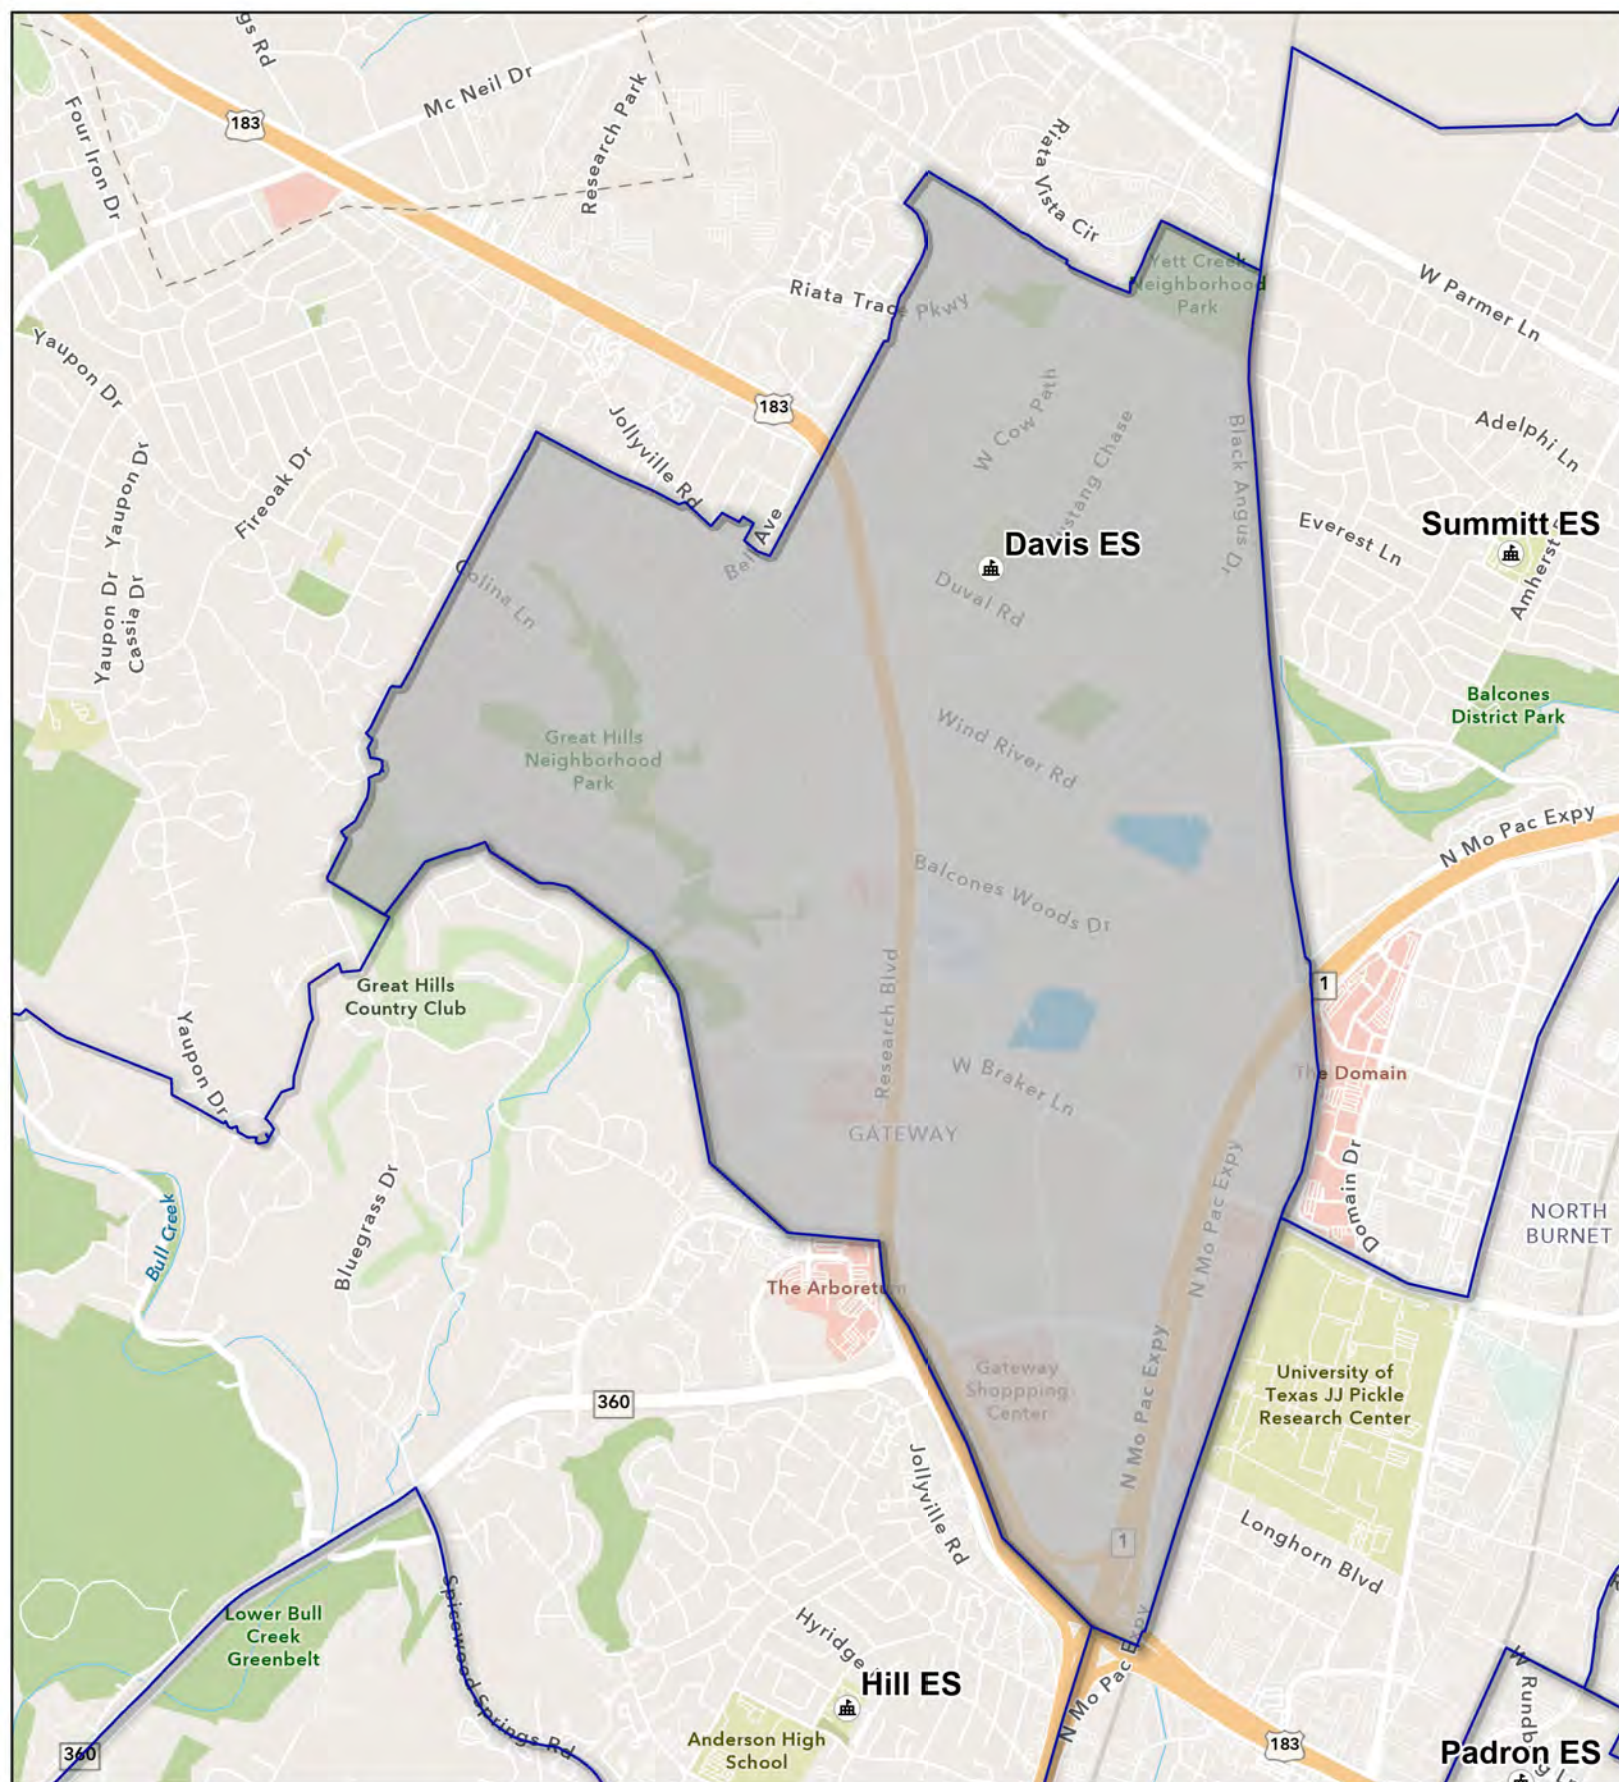 Mc Neil Dr
183
Four Iron Dr
Research Park
Riata Vista Cir
Yett Creek
Neighborhood
Park
W Parmer Ln
Riata Trace Pkwy
Yaupon Dr
183
Jollyville Rd
W Cow Path
Black Angus Dr
Adelphi Ln
Yaupon Dr
Fireoak Dr
Everest Ln
Summitt ES
Davis ES
Duval Rd
Colina Ln
Yaupon Dr
Cassia Dr
Balcones
District Park
Great Hills
Neighborhood
Park
Wind River Rd
N Mo Pac Expy
Balcones Woods Dr
Research Blvd
1
Great Hills
Country Club
Yaupon Dr
W Braker Ln
The Domain
GATEWAY
Domain Dr
N Mo Pac Expy
NORTH
BURNET
Bull Creek
Bluegrass Dr
The Arboretum
Gateway
Shoppping
Center
N Mo Pac Expy
University of
Texas JJ Pickle
Research Center
360
Jollyville Rd
1
Longhorn Blvd
Lower Bull
Creek
Greenbelt
Spicewood Springs Rd
Hyridge
Hill ES
N Mo Pac Expy
Anderson High
School
360
183
Padron ES